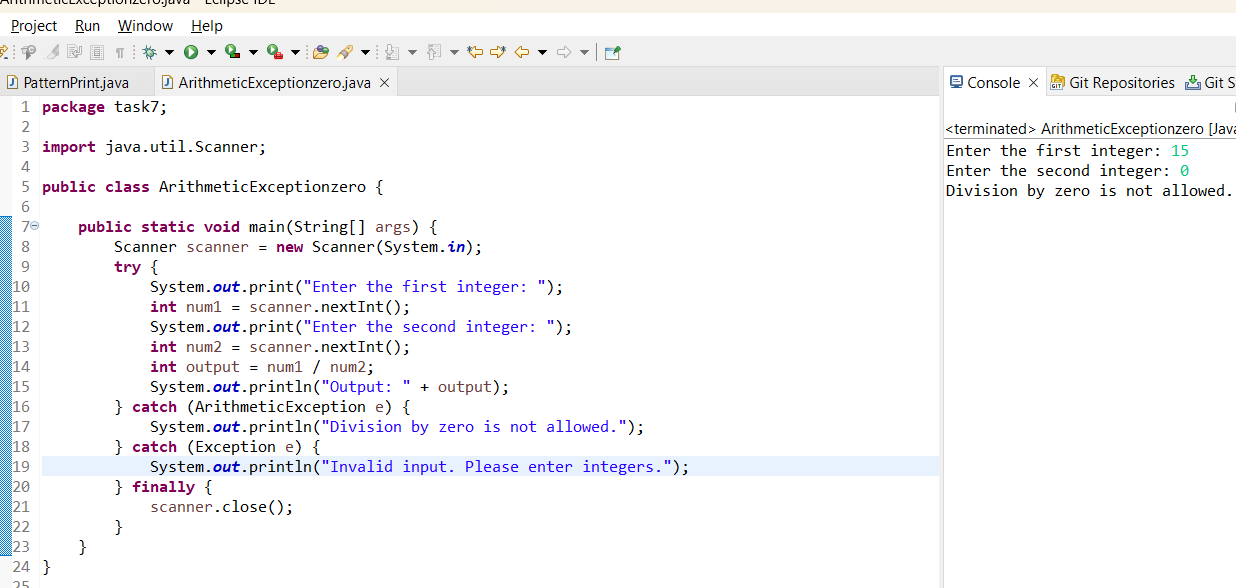 ArithmeticExceptionzero.java - Eclipse IDE
Project Run Window Help
PatternPrint.java ArithmeticExceptionzero.java
1 package task7;
2
3 import java.util.Scanner;
4
5 public class ArithmeticExceptionzero {
6
7 public static void main(String[] args) {
8 Scanner scanner = new Scanner(System.in);
9 try {
10 System.out.print("Enter the first integer: ");
11 int num1 = scanner.nextInt();
12 System.out.print("Enter the second integer: ");
13 int num2 = scanner.nextInt();
14 int output = num1 / num2;
15 System.out.println("Output: " + output);
16 } catch (ArithmeticException e) {
17 System.out.println("Division by zero is not allowed.");
18 } catch (Exception e) {
19 System.out.println("Invalid input. Please enter integers.");
20 } finally {
21 scanner.close();
22 }
23 }
24 }
25
Console Git Repositories Git S
<terminated> ArithmeticExceptionzero [Java
Enter the first integer: 15
Enter the second integer: 0
Division by zero is not allowed.